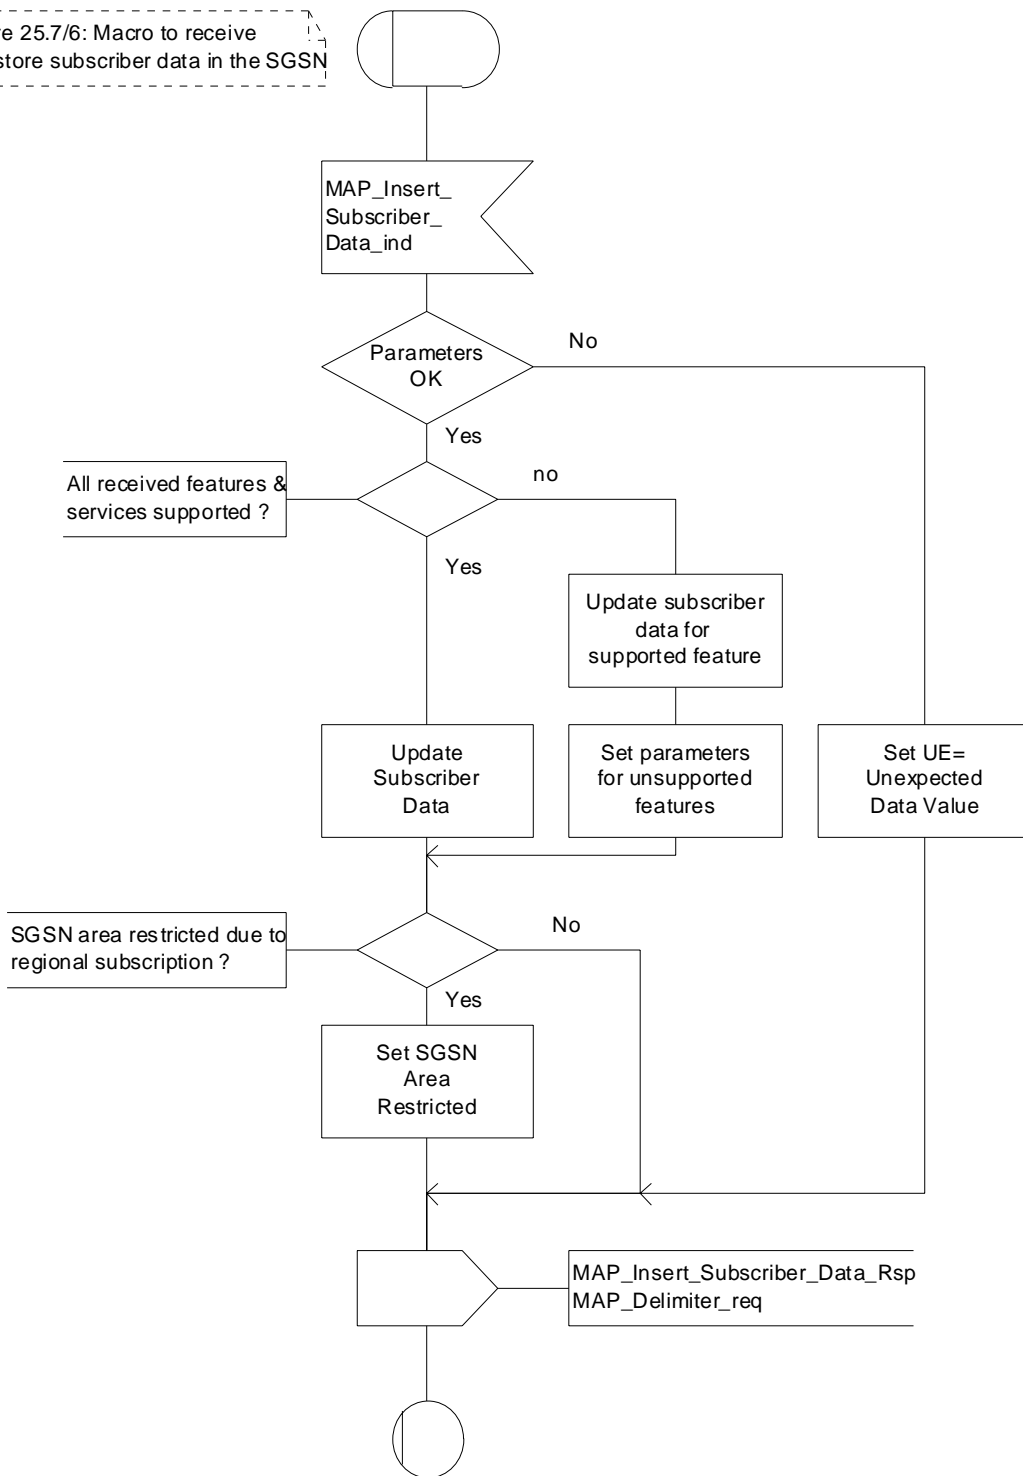 re 25.7/6: Macro to receive
store subscriber data in the SGSN
MAP_Insert_
Subscriber_
Data_ind
Parameters
OK
No
Yes
All received features &
services supported ?
no
Yes
Update subscriber
data for
supported feature
Update
Subscriber
Data
Set parameters
for unsupported
features
Set UE=
Unexpected
Data Value
SGSN area restricted due to
regional subscription ?
No
Yes
Set SGSN
Area
Restricted
MAP_Insert_Subscriber_Data_Rsp
MAP_Delimiter_req